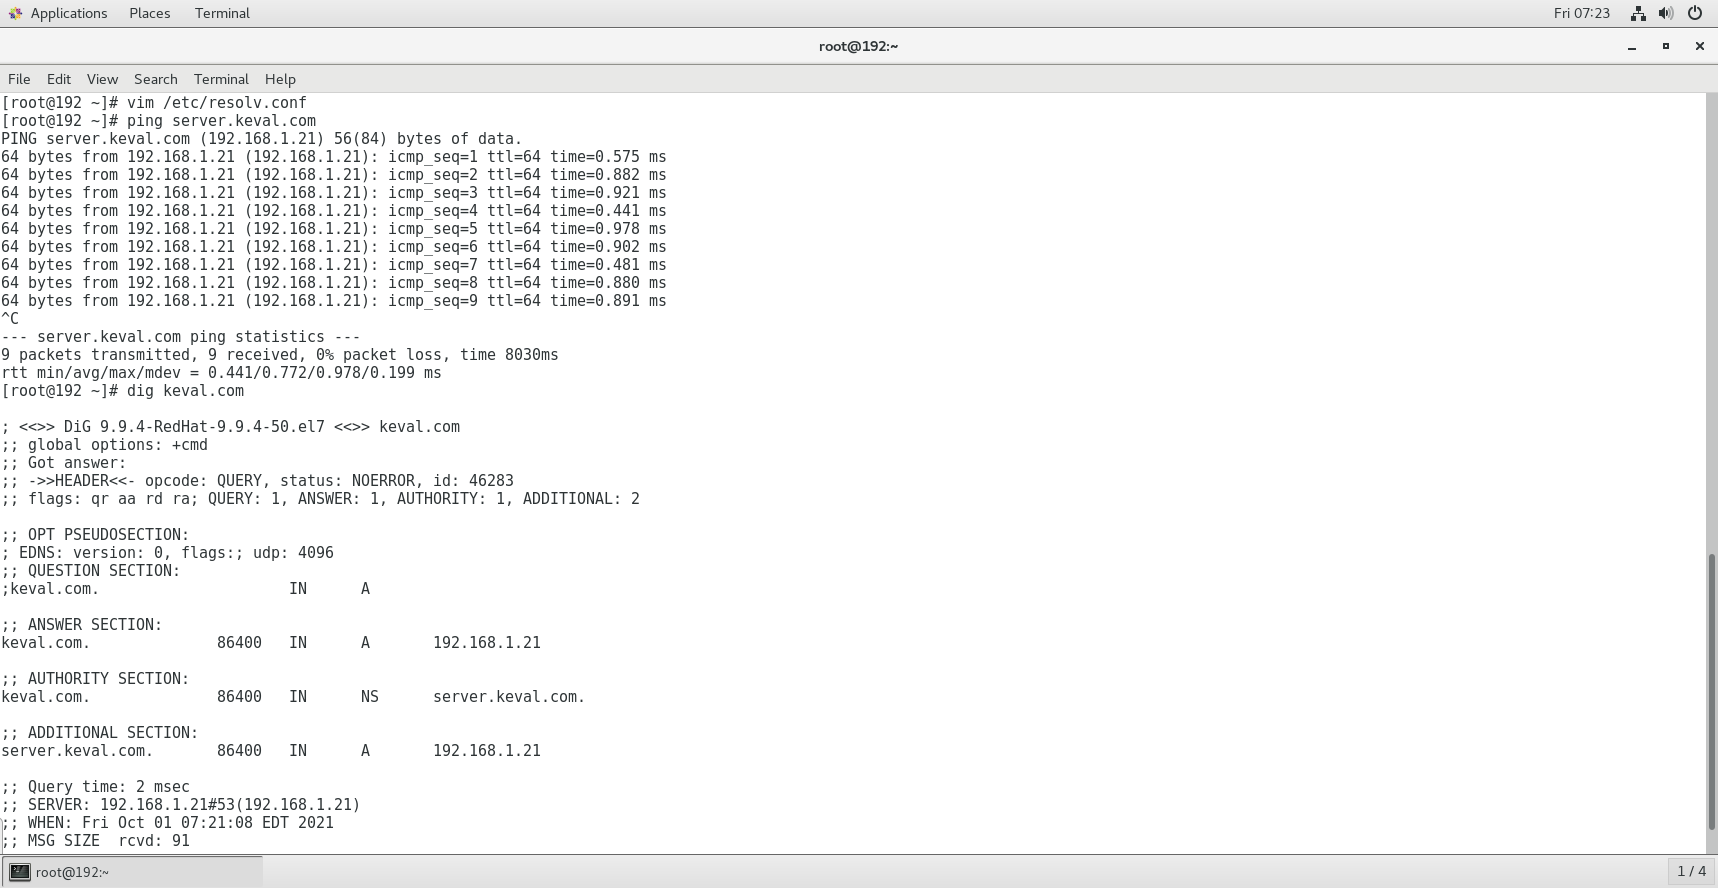 Applications Places Terminal Fri 07:23
root@192:~
File Edit View Search Terminal Help
[root@192 ~]# vim /etc/resolv.conf
[root@192 ~]# ping server.keval.com
PING server.keval.com (192.168.1.21) 56(84) bytes of data.
64 bytes from 192.168.1.21 (192.168.1.21): icmp_seq=1 ttl=64 time=0.575 ms
64 bytes from 192.168.1.21 (192.168.1.21): icmp_seq=2 ttl=64 time=0.882 ms
64 bytes from 192.168.1.21 (192.168.1.21): icmp_seq=3 ttl=64 time=0.921 ms
64 bytes from 192.168.1.21 (192.168.1.21): icmp_seq=4 ttl=64 time=0.441 ms
64 bytes from 192.168.1.21 (192.168.1.21): icmp_seq=5 ttl=64 time=0.978 ms
64 bytes from 192.168.1.21 (192.168.1.21): icmp_seq=6 ttl=64 time=0.902 ms
64 bytes from 192.168.1.21 (192.168.1.21): icmp_seq=7 ttl=64 time=0.481 ms
64 bytes from 192.168.1.21 (192.168.1.21): icmp_seq=8 ttl=64 time=0.880 ms
64 bytes from 192.168.1.21 (192.168.1.21): icmp_seq=9 ttl=64 time=0.891 ms
^C
--- server.keval.com ping statistics ---
9 packets transmitted, 9 received, 0% packet loss, time 8030ms
rtt min/avg/max/mdev = 0.441/0.772/0.978/0.199 ms
[root@192 ~]# dig keval.com
; <<>> DiG 9.9.4-RedHat-9.9.4-50.el7 <<>> keval.com
;; global options: +cmd
;; Got answer:
;; ->>HEADER<<- opcode: QUERY, status: NOERROR, id: 46283
;; flags: qr aa rd ra; QUERY: 1, ANSWER: 1, AUTHORITY: 1, ADDITIONAL: 2
;; OPT PSEUDOSECTION:
; EDNS: version: 0, flags:; udp: 4096
;; QUESTION SECTION:
;keval.com. IN A
;; ANSWER SECTION:
keval.com. 86400 IN A 192.168.1.21
;; AUTHORITY SECTION:
keval.com. 86400 IN NS server.keval.com.
;; ADDITIONAL SECTION:
server.keval.com. 86400 IN A 192.168.1.21
;; Query time: 2 msec
;; SERVER: 192.168.1.21#53(192.168.1.21)
;; WHEN: Fri Oct 01 07:21:08 EDT 2021
;; MSG SIZE rcvd: 91
root@192:~ 1 / 4